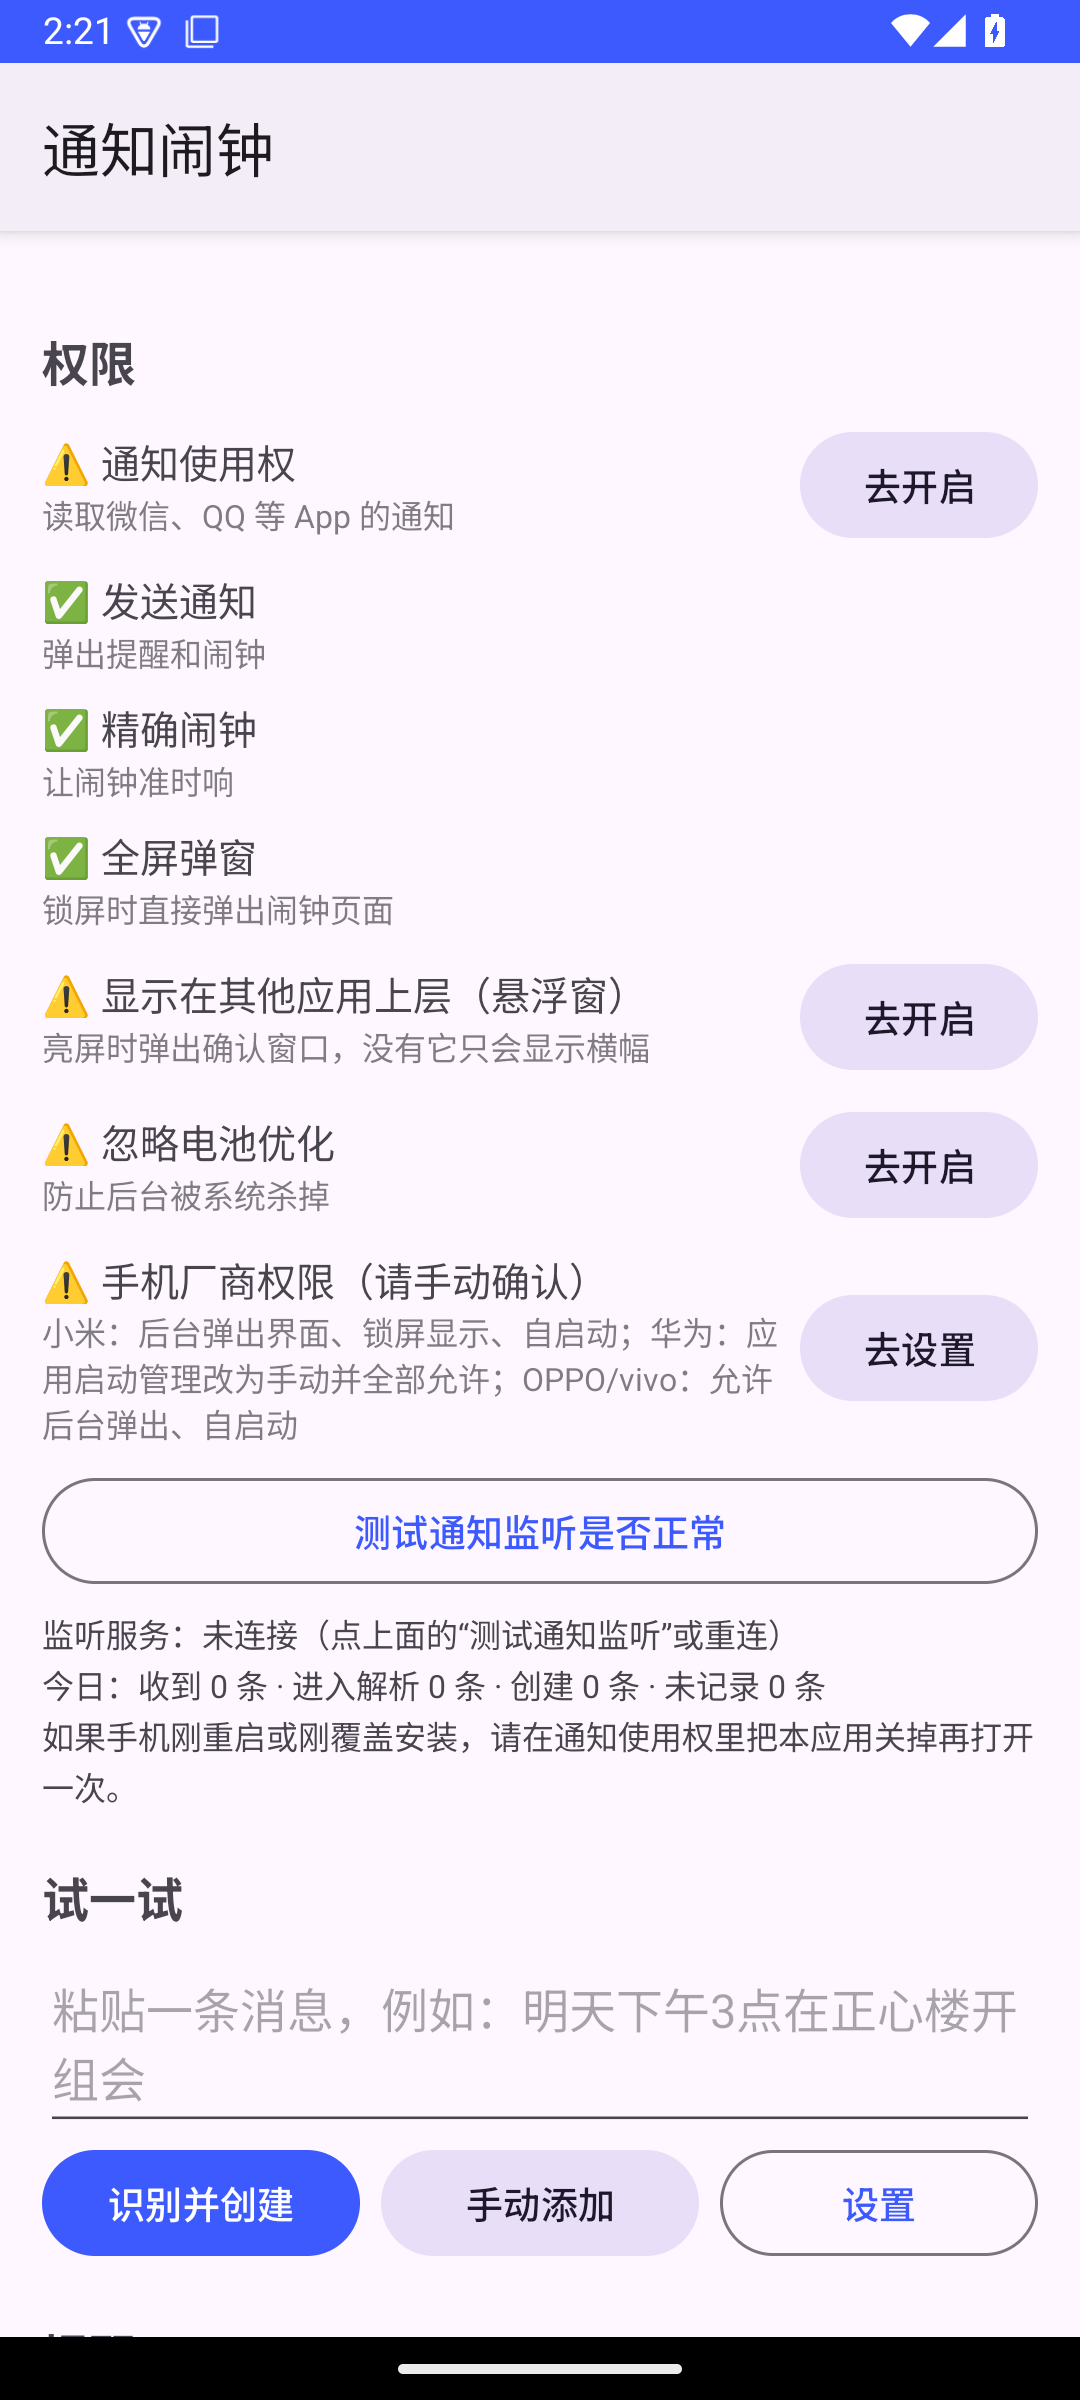 2:21
通知闹钟
权限
⚠️ 通知使用权
去开启
读取微信、QQ 等 App 的通知
✅ 发送通知
弹出提醒和闹钟
✅ 精确闹钟
让闹钟准时响
✅ 全屏弹窗
锁屏时直接弹出闹钟页面
⚠️ 显示在其他应用上层（悬浮窗）
去开启
亮屏时弹出确认窗口，没有它只会显示横幅
⚠️ 忽略电池优化
去开启
防止后台被系统杀掉
⚠️ 手机厂商权限（请手动确认）
小米：后台弹出界面、锁屏显示、自启动；华为：应
用启动管理改为手动并全部允许；OPPO/vivo：允许
后台弹出、自启动
去设置
测试通知监听是否正常
监听服务：未连接（点上面的“测试通知监听”或重连）
今日：收到 0 条 · 进入解析 0 条 · 创建 0 条 · 未记录 0 条
如果手机刚重启或刚覆盖安装，请在通知使用权里把本应用关掉再打开
一次。
试一试
粘贴一条消息，例如：明天下午3点在正心楼开
组会
识别并创建
手动添加
设置